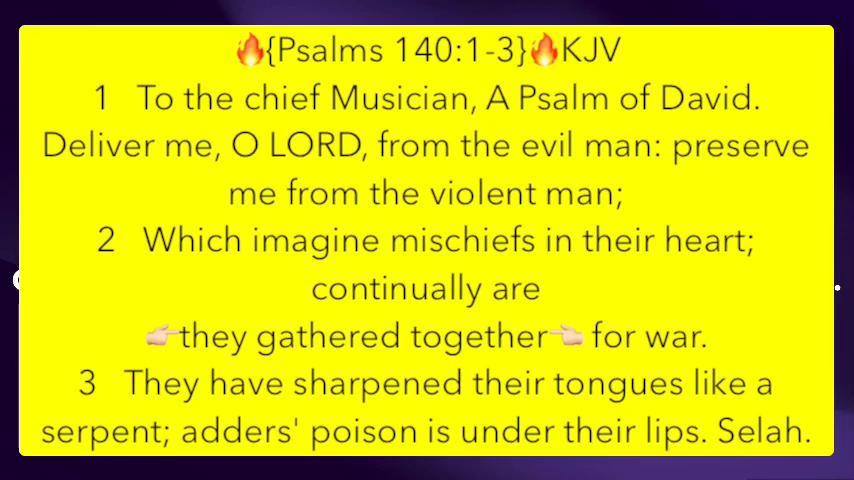 🔥{Psalms 140:1-3}🔥KJV
1 To the chief Musician, A Psalm of David.
Deliver me, O LORD, from the evil man: preserve
me from the violent man;
2 Which imagine mischiefs in their heart;
continually are
👉🏻they gathered together👈🏻 for war.
3 They have sharpened their tongues like a
serpent; adders' poison is under their lips. Selah.